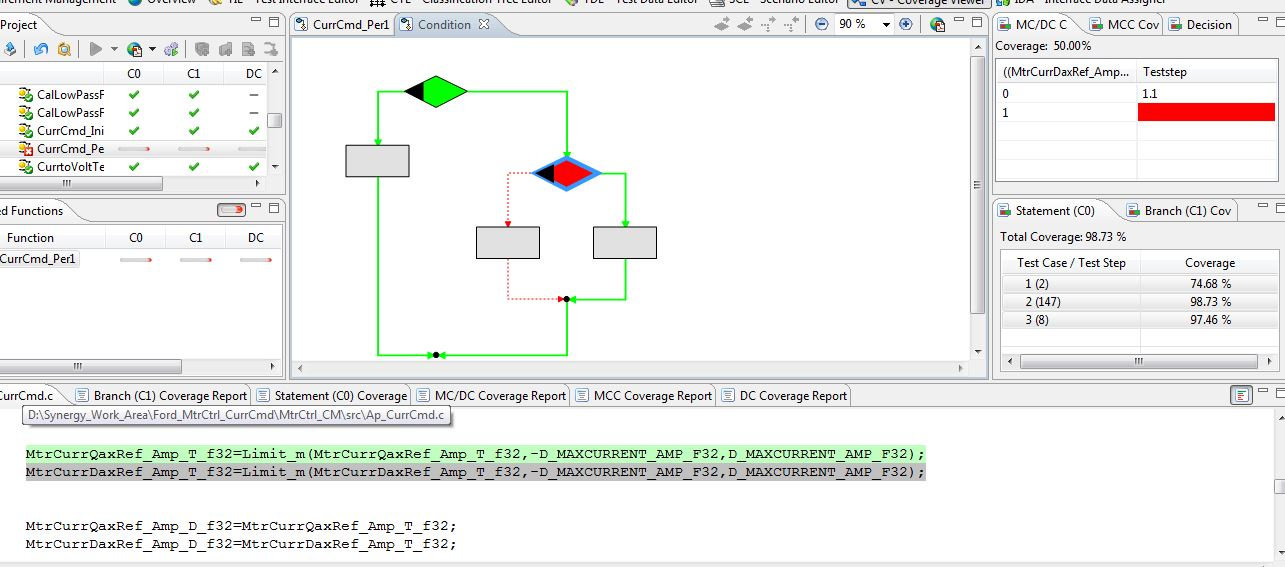 CurrCmd_Per1 Condition 90 % MC/DC C MCC Cov Decision
Project
Coverage: 50.00%
C0 C1 DC
((MtrCurrDaxRef_Amp... Teststep
0 1.1
1
CalLowPassF
CalLowPassF
CurrCmd_Ini
CurrCmd_Pe
CurrtoVoltTe
ed Functions
Function C0 C1 DC
CurrCmd_Per1
Statement (C0) Branch (C1) Cov
Total Coverage: 98.73 %
Test Case / Test Step Coverage
1 (2) 74.68 %
2 (147) 98.73 %
3 (8) 97.46 %
CurrCmd.c Branch (C1) Coverage Report Statement (C0) Coverage MC/DC Coverage Report MCC Coverage Report DC Coverage Report
D:\Synergy_Work_Area\Ford_MtrCtrl_CurrCmd\MtrCtrl_CM\src\Ap_CurrCmd.c
MtrCurrQaxRef_Amp_T_f32=Limit_m(MtrCurrQaxRef_Amp_T_f32,-D_MAXCURRENT_AMP_F32,D_MAXCURRENT_AMP_F32);
MtrCurrDaxRef_Amp_T_f32=Limit_m(MtrCurrDaxRef_Amp_T_f32,-D_MAXCURRENT_AMP_F32,D_MAXCURRENT_AMP_F32);
MtrCurrQaxRef_Amp_D_f32=MtrCurrQaxRef_Amp_T_f32;
MtrCurrDaxRef_Amp_D_f32=MtrCurrDaxRef_Amp_T_f32;